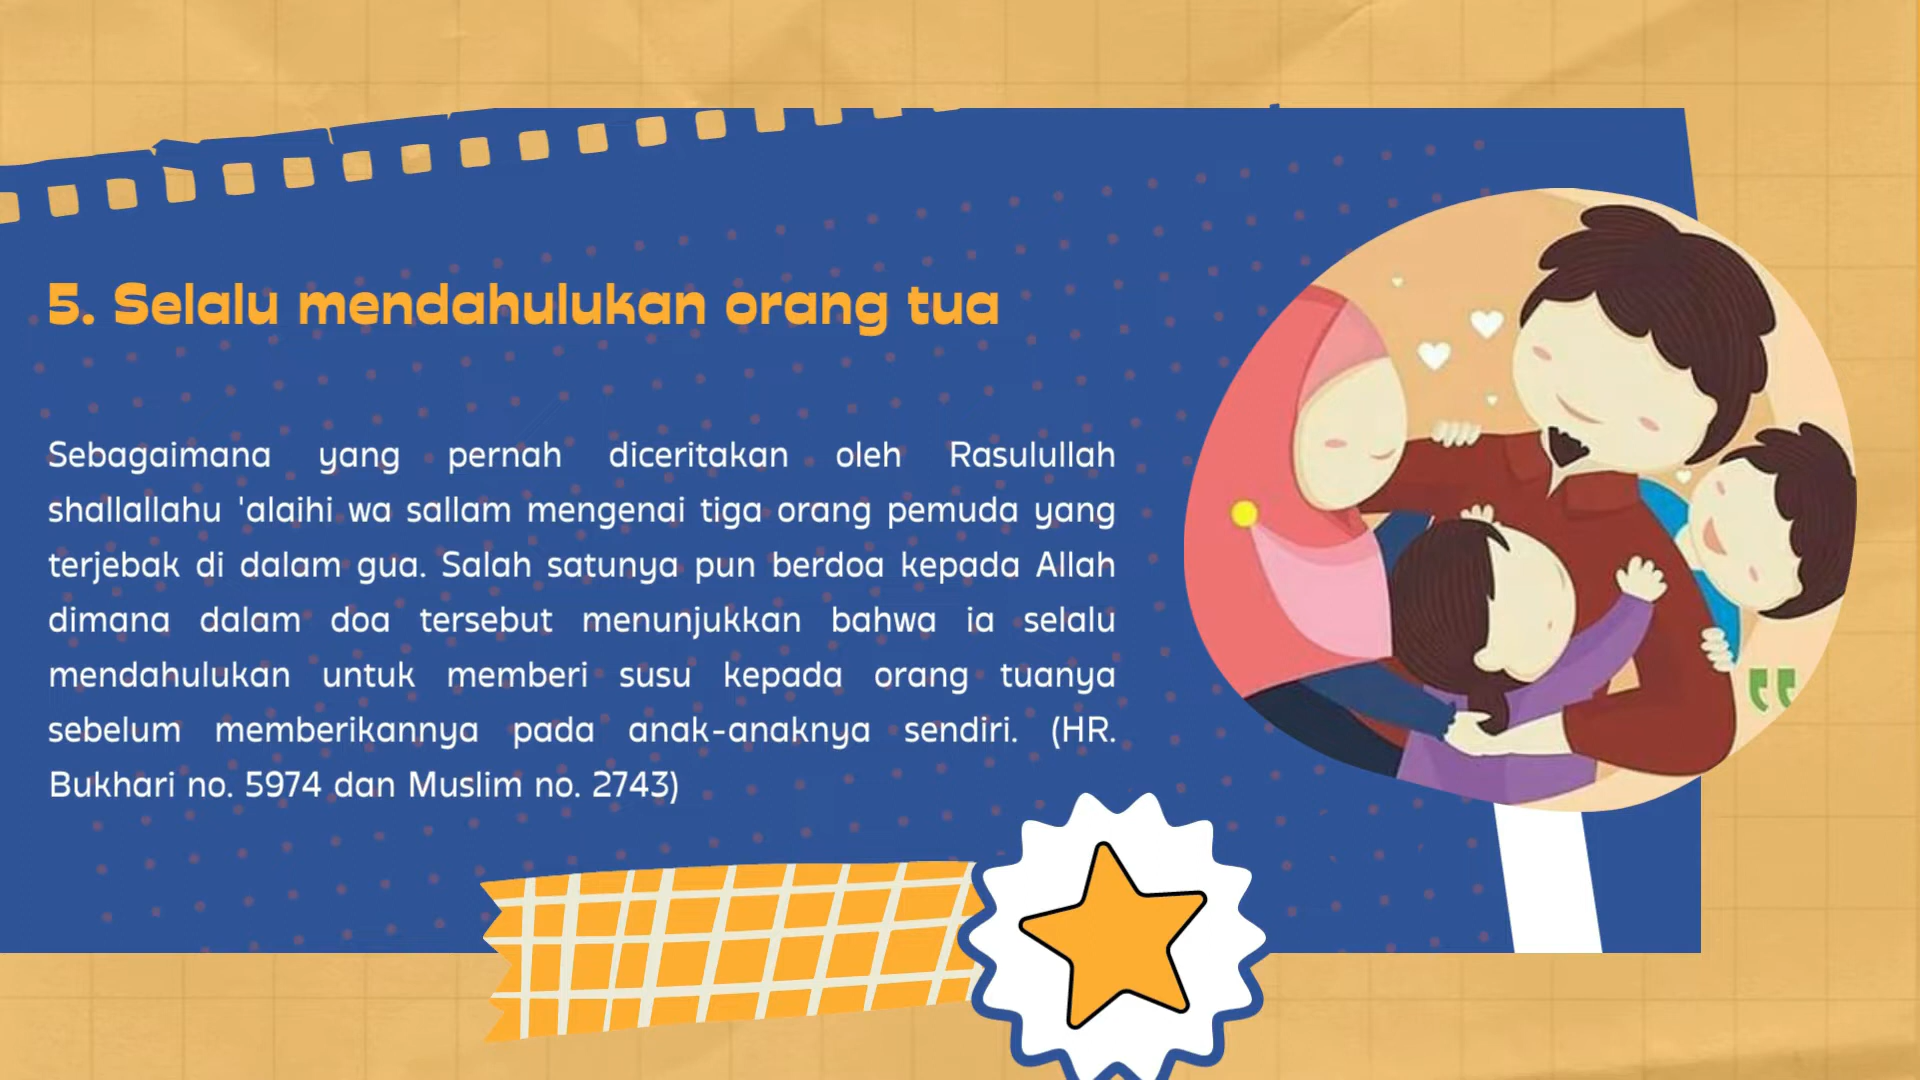 5. Selalu mendahulukan orang tua
Sebagaimana yang pernah diceritakan oleh Rasulullah
shallallahu 'alaihi wa sallam mengenai tiga orang pemuda yang
terjebak di dalam gua. Salah satunya pun berdoa kepada Allah
dimana dalam doa tersebut menunjukkan bahwa ia selalu
mendahulukan untuk memberi susu kepada orang tuanya
sebelum memberikannya pada anak-anaknya sendiri. (HR.
Bukhari no. 5974 dan Muslim no. 2743)